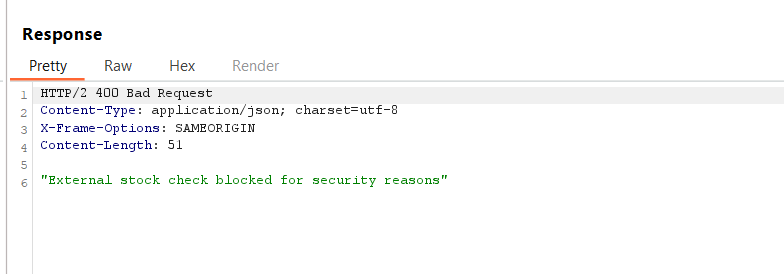 Response
Pretty Raw Hex Render
1 HTTP/2 400 Bad Request
2 Content-Type: application/json; charset=utf-8
3 X-Frame-Options: SAMEORIGIN
4 Content-Length: 51
5
6 "External stock check blocked for security reasons"